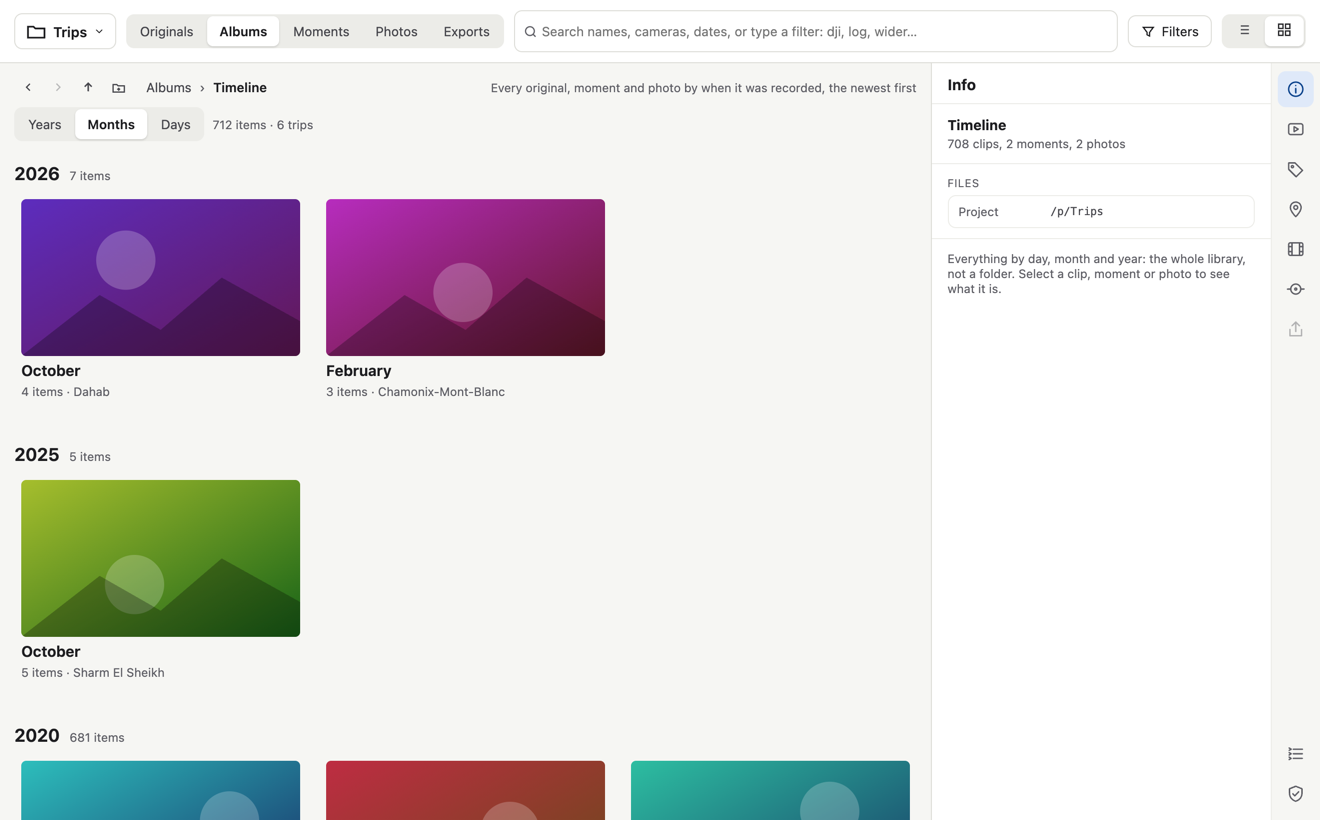 Trips
Originals
Albums
Moments
Photos
Exports
Search names, cameras, dates, or type a filter: dji, log, wider...
Filters
Albums › Timeline
Every original, moment and photo by when it was recorded, the newest first
Years
Months
Days
712 items · 6 trips
2026 7 items
October
4 items · Dahab
February
3 items · Chamonix-Mont-Blanc
2025 5 items
October
5 items · Sharm El Sheikh
2020 681 items
Info
Timeline
708 clips, 2 moments, 2 photos
FILES
Project /p/Trips
Everything by day, month and year: the whole library,
not a folder. Select a clip, moment or photo to see
what it is.